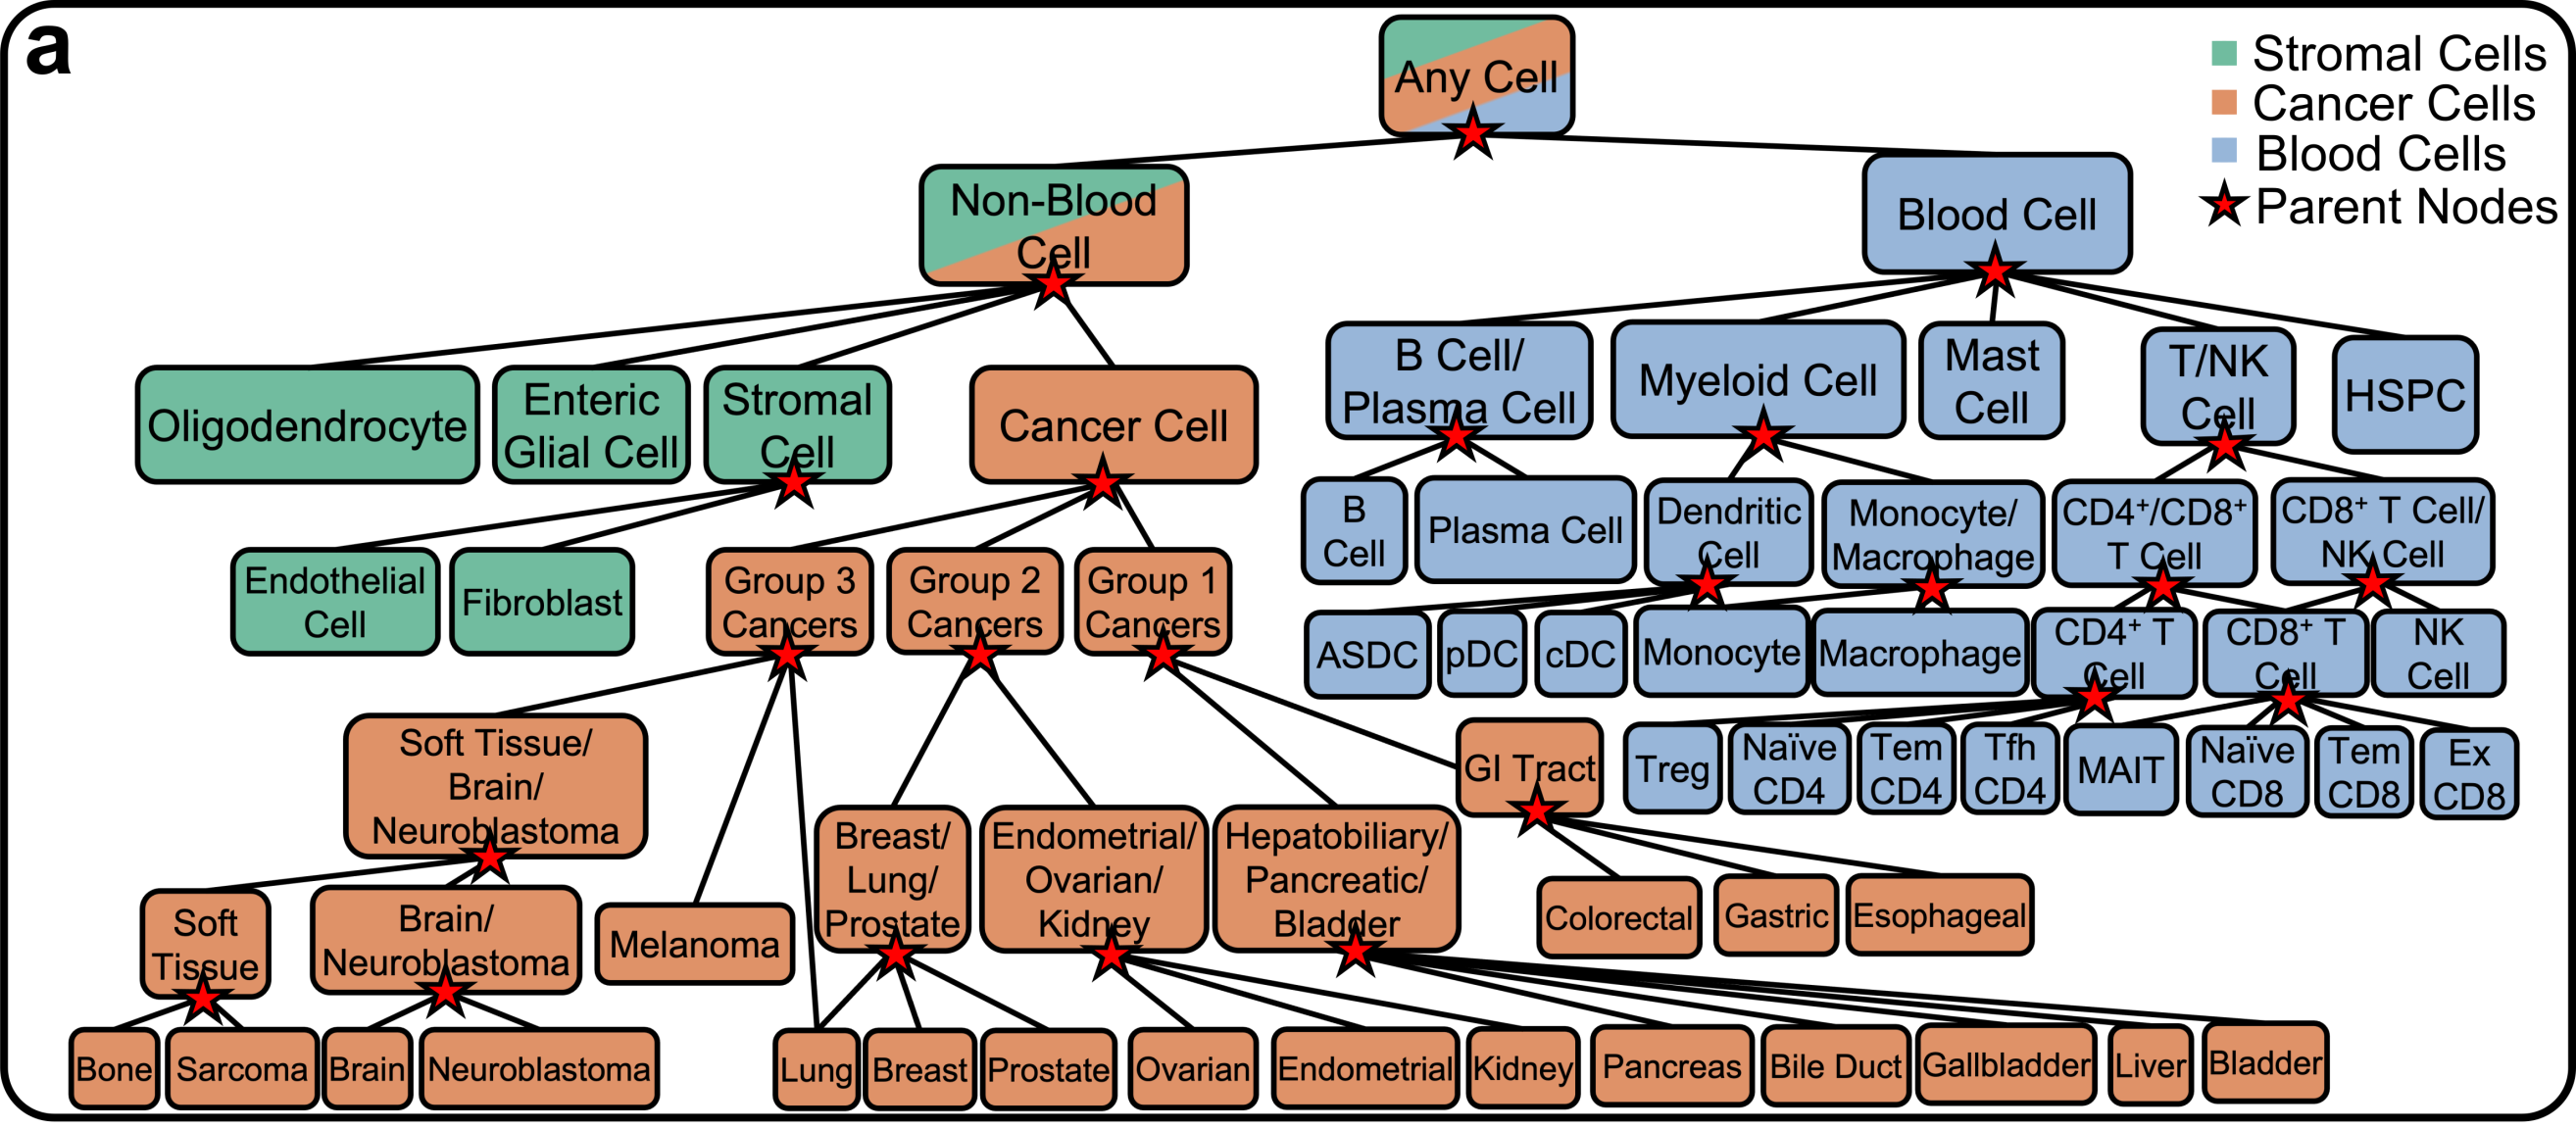 a
Any Cell
Stromal Cells
Cancer Cells
Blood Cells
Parent Nodes
Non-Blood
Cell
Blood Cell
Oligodendrocyte
Enteric
Glial Cell
Stromal
Cell
Cancer Cell
B Cell/
Plasma Cell
Myeloid Cell
Mast
Cell
T/NK
Cell
HSPC
B
Cell
Plasma Cell
Dendritic
Cell
Monocyte/
Macrophage
CD4⁺/CD8⁺
T Cell
CD8⁺ T Cell/
NK Cell
Endothelial
Cell
Fibroblast
Group 3
Cancers
Group 2
Cancers
Group 1
Cancers
ASDC
pDC
cDC
Monocyte
Macrophage
CD4⁺ T
Cell
CD8⁺ T
Cell
NK
Cell
Soft Tissue/
Brain/
Neuroblastoma
GI Tract
Treg
Naïve
CD4
Tem
CD4
Tfh
CD4
MAIT
Naïve
CD8
Tem
CD8
Ex
CD8
Soft
Tissue
Brain/
Neuroblastoma
Melanoma
Breast/
Lung/
Prostate
Endometrial/
Ovarian/
Kidney
Hepatobiliary/
Pancreatic/
Bladder
Colorectal
Gastric
Esophageal
Bone
Sarcoma
Brain
Neuroblastoma
Lung
Breast
Prostate
Ovarian
Endometrial
Kidney
Pancreas
Bile Duct
Gallbladder
Liver
Bladder